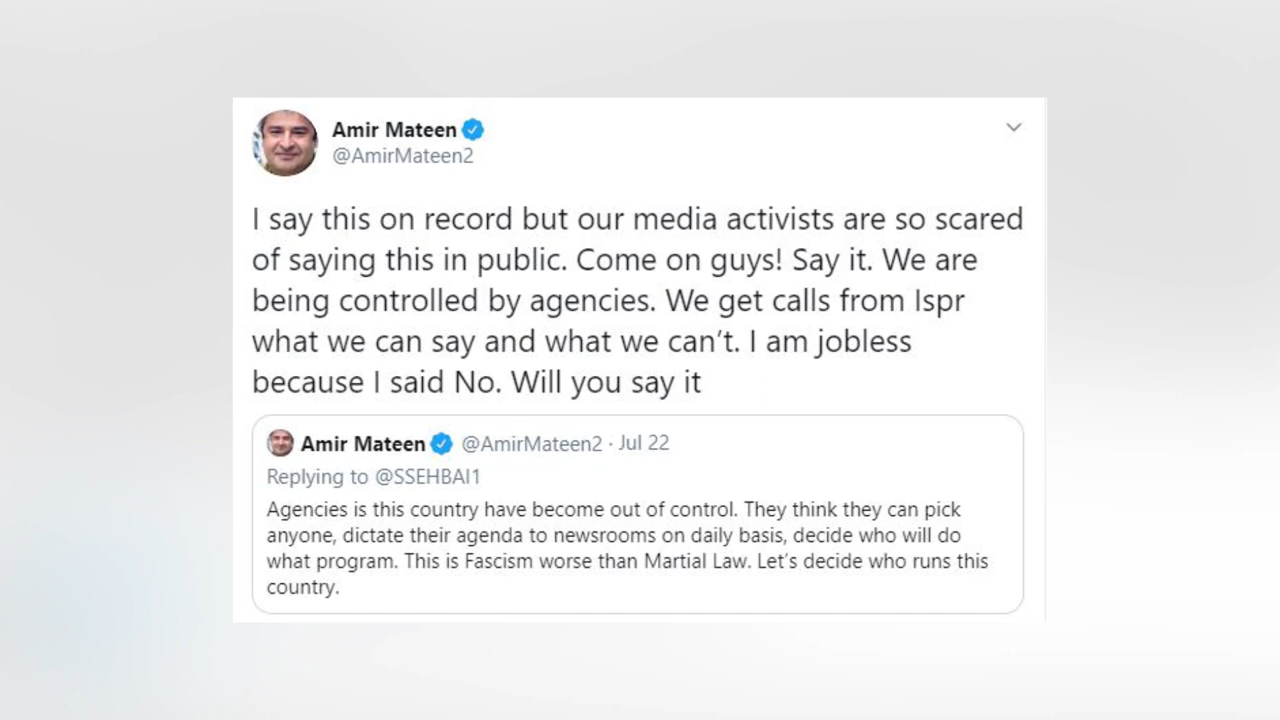 Amir Mateen
@AmirMateen2
I say this on record but our media activists are so scared
of saying this in public. Come on guys! Say it. We are
being controlled by agencies. We get calls from Ispr
what we can say and what we can’t. I am jobless
because I said No. Will you say it
Amir Mateen @AmirMateen2 · Jul 22
Replying to @SSEHBAI1
Agencies is this country have become out of control. They think they can pick
anyone, dictate their agenda to newsrooms on daily basis, decide who will do
what program. This is Fascism worse than Martial Law. Let’s decide who runs this
country.